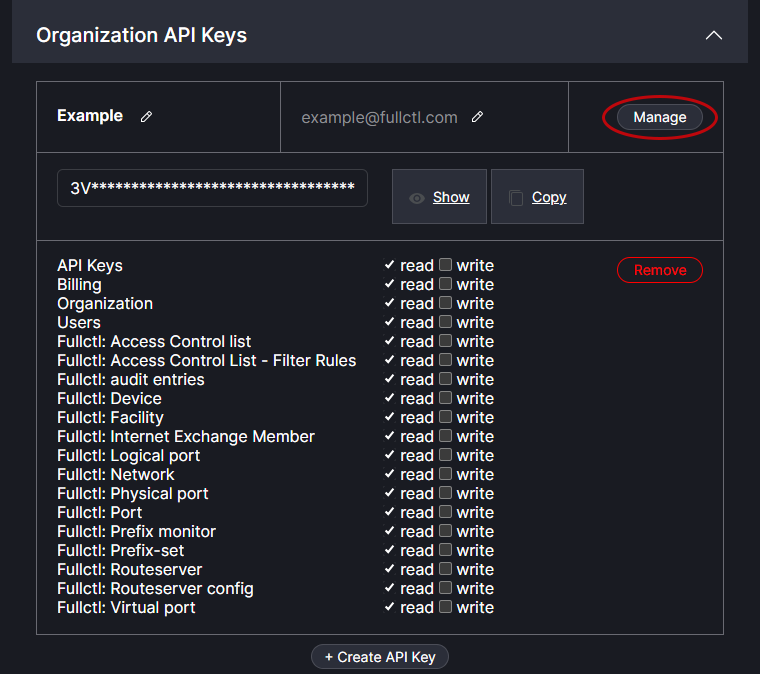 Organization API Keys
Example example@fullctl.com Manage
3V********************************* Show Copy
API Keys read write Remove
Billing read write
Organization read write
Users read write
Fullctl: Access Control list read write
Fullctl: Access Control List - Filter Rules read write
Fullctl: audit entries read write
Fullctl: Device read write
Fullctl: Facility read write
Fullctl: Internet Exchange Member read write
Fullctl: Logical port read write
Fullctl: Network read write
Fullctl: Physical port read write
Fullctl: Port read write
Fullctl: Prefix monitor read write
Fullctl: Prefix-set read write
Fullctl: Routeserver read write
Fullctl: Routeserver config read write
Fullctl: Virtual port read write
+ Create API Key